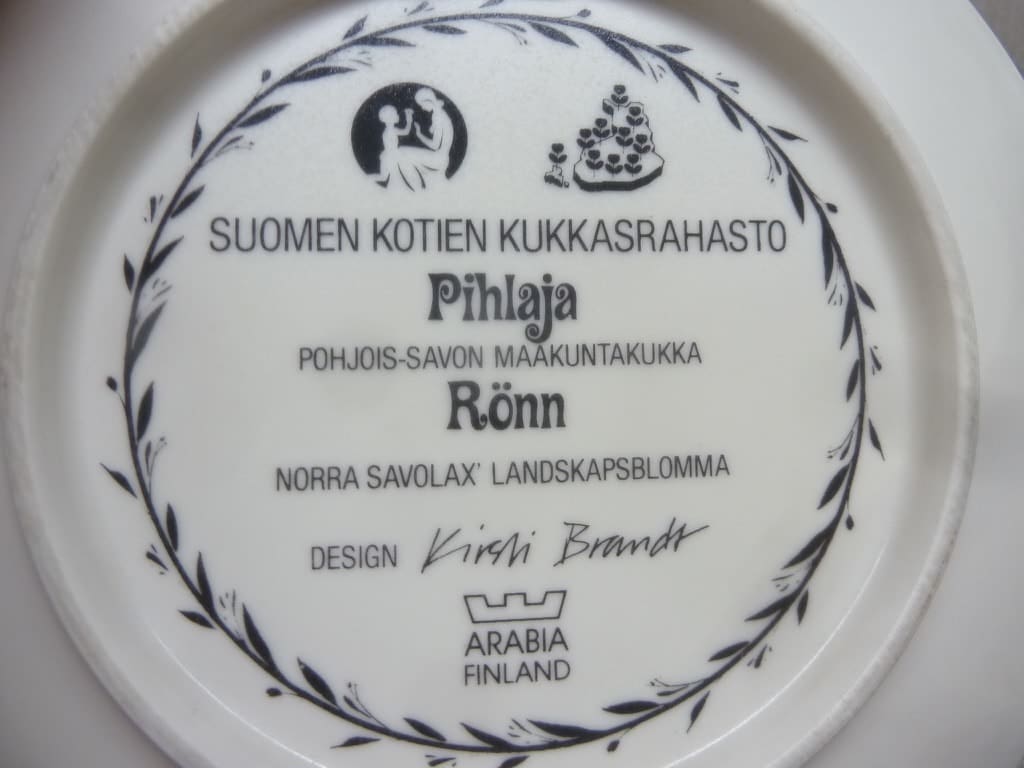 SUOMEN KOTIEN KUKKASRAHASTO
Pihlaja
POHJOIS-SAVON MAAKUNTAKUKKA
Rönn
NORRA SAVOLAX' LANDSKAPSBLOMMA
DESIGN Kirsti Brandt
ARABIA
FINLAND